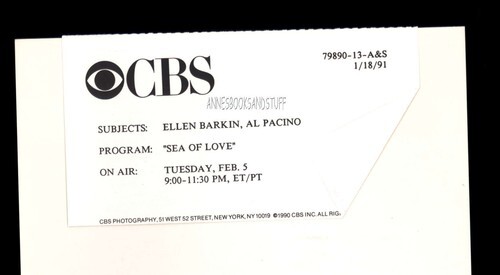 79890-13-A&S
1/18/91
CBS
ANNESBOOKSANDSTUFF
SUBJECTS: ELLEN BARKIN, AL PACINO
PROGRAM: "SEA OF LOVE"
ON AIR: TUESDAY, FEB. 5
9:00-11:30 PM, ET/PT
CBS PHOTOGRAPHY, 51 WEST 52 STREET, NEW YORK, NY 10019 ©1990 CBS INC. ALL RIG